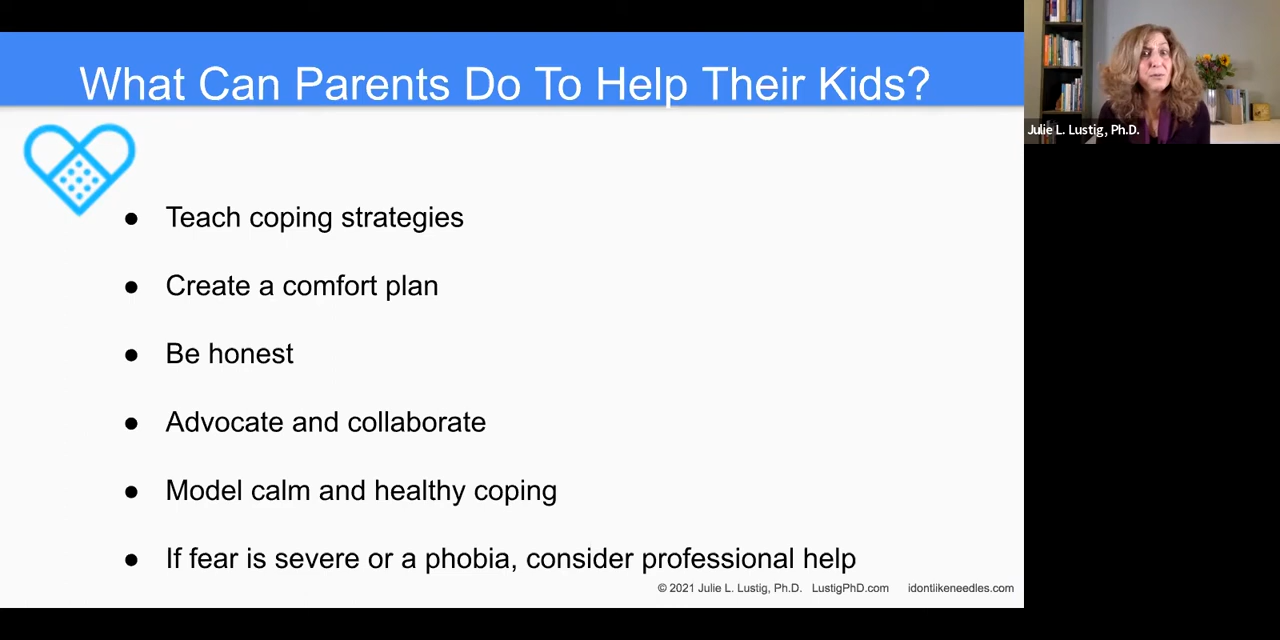 What Can Parents Do To Help Their Kids?
Julie L. Lustig, Ph.D.
● Teach coping strategies
● Create a comfort plan
● Be honest
● Advocate and collaborate
● Model calm and healthy coping
● If fear is severe or a phobia, consider professional help
© 2021 Julie L. Lustig, Ph.D. LustigPhD.com idontlikeneedles.com